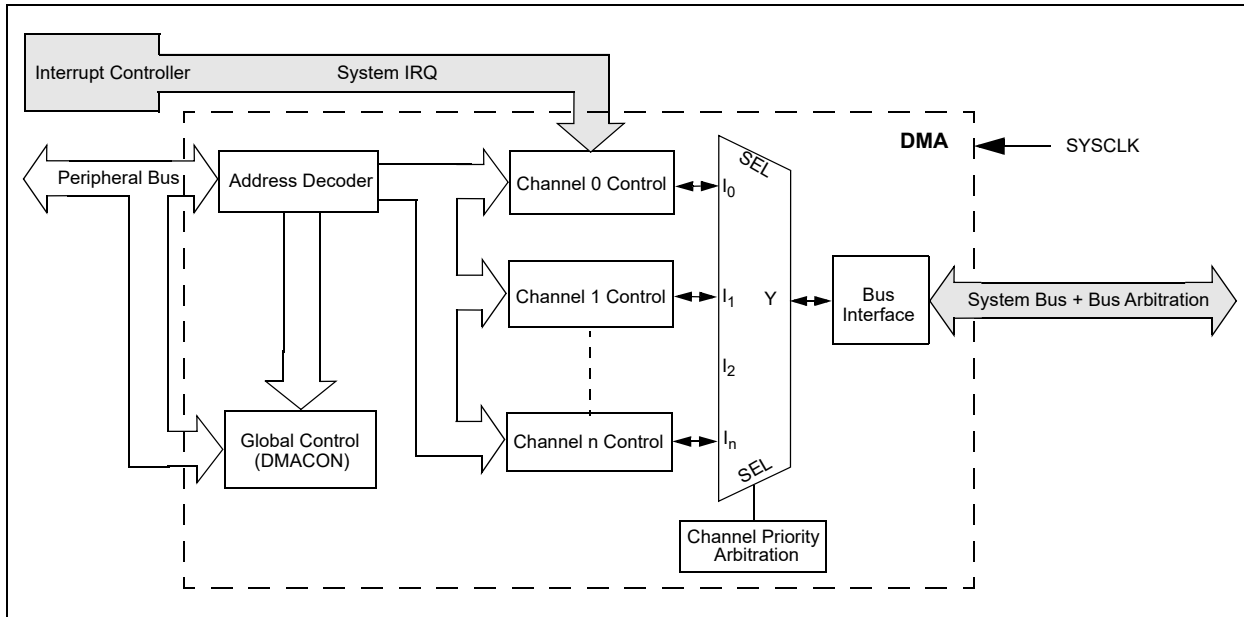 Interrupt Controller
System IRQ
DMA
SYSCLK
Peripheral Bus
Address Decoder
Channel 0 Control
SEL
I0
Channel 1 Control
I1
Y
Bus
Interface
System Bus + Bus Arbitration
I2
Global Control
(DMACON)
Channel n Control
In
SEL
Channel Priority
Arbitration